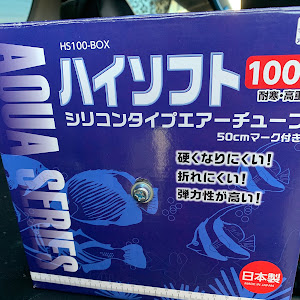 HS100-BOX
AQUA SERIES
ハイソフト
100
耐寒・高
シリコンタイプエアーチューブ
50cmマーク付き
硬くなりにくい!
折れにくい!
弾力性が高い!
日本製
MADE IN JAPAN